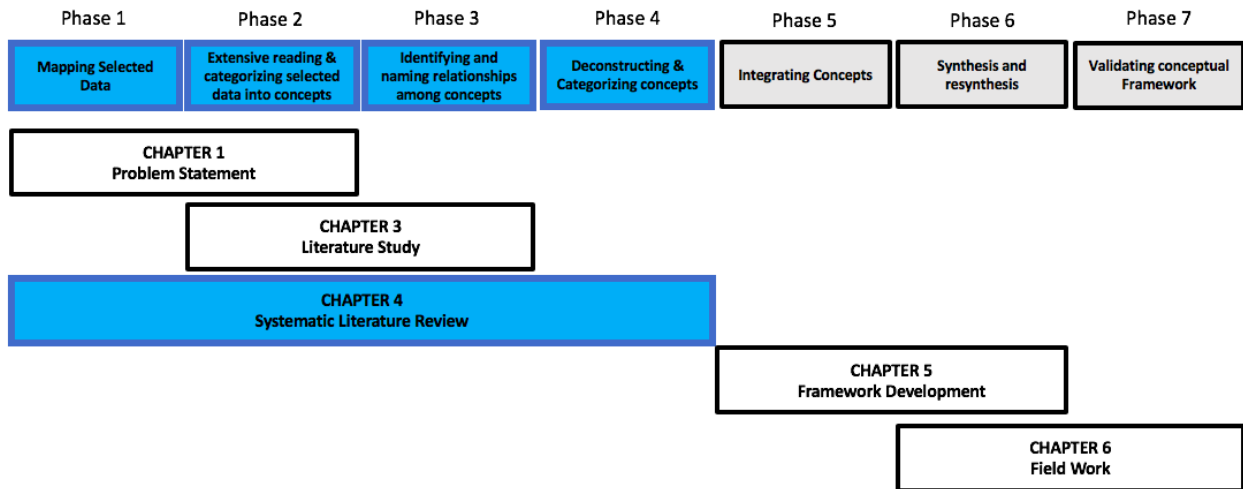 Phase 1 Phase 2 Phase 3 Phase 4 Phase 5 Phase 6 Phase 7
Mapping Selected
Data
Extensive reading &
categorizing selected
data into concepts
Identifying and
naming relationships
among concepts
Deconstructing &
Categorizing concepts
Integrating Concepts
Synthesis and
resynthesis
Validating conceptual
Framework
CHAPTER 1
Problem Statement
CHAPTER 3
Literature Study
CHAPTER 4
Systematic Literature Review
CHAPTER 5
Framework Development
CHAPTER 6
Field Work